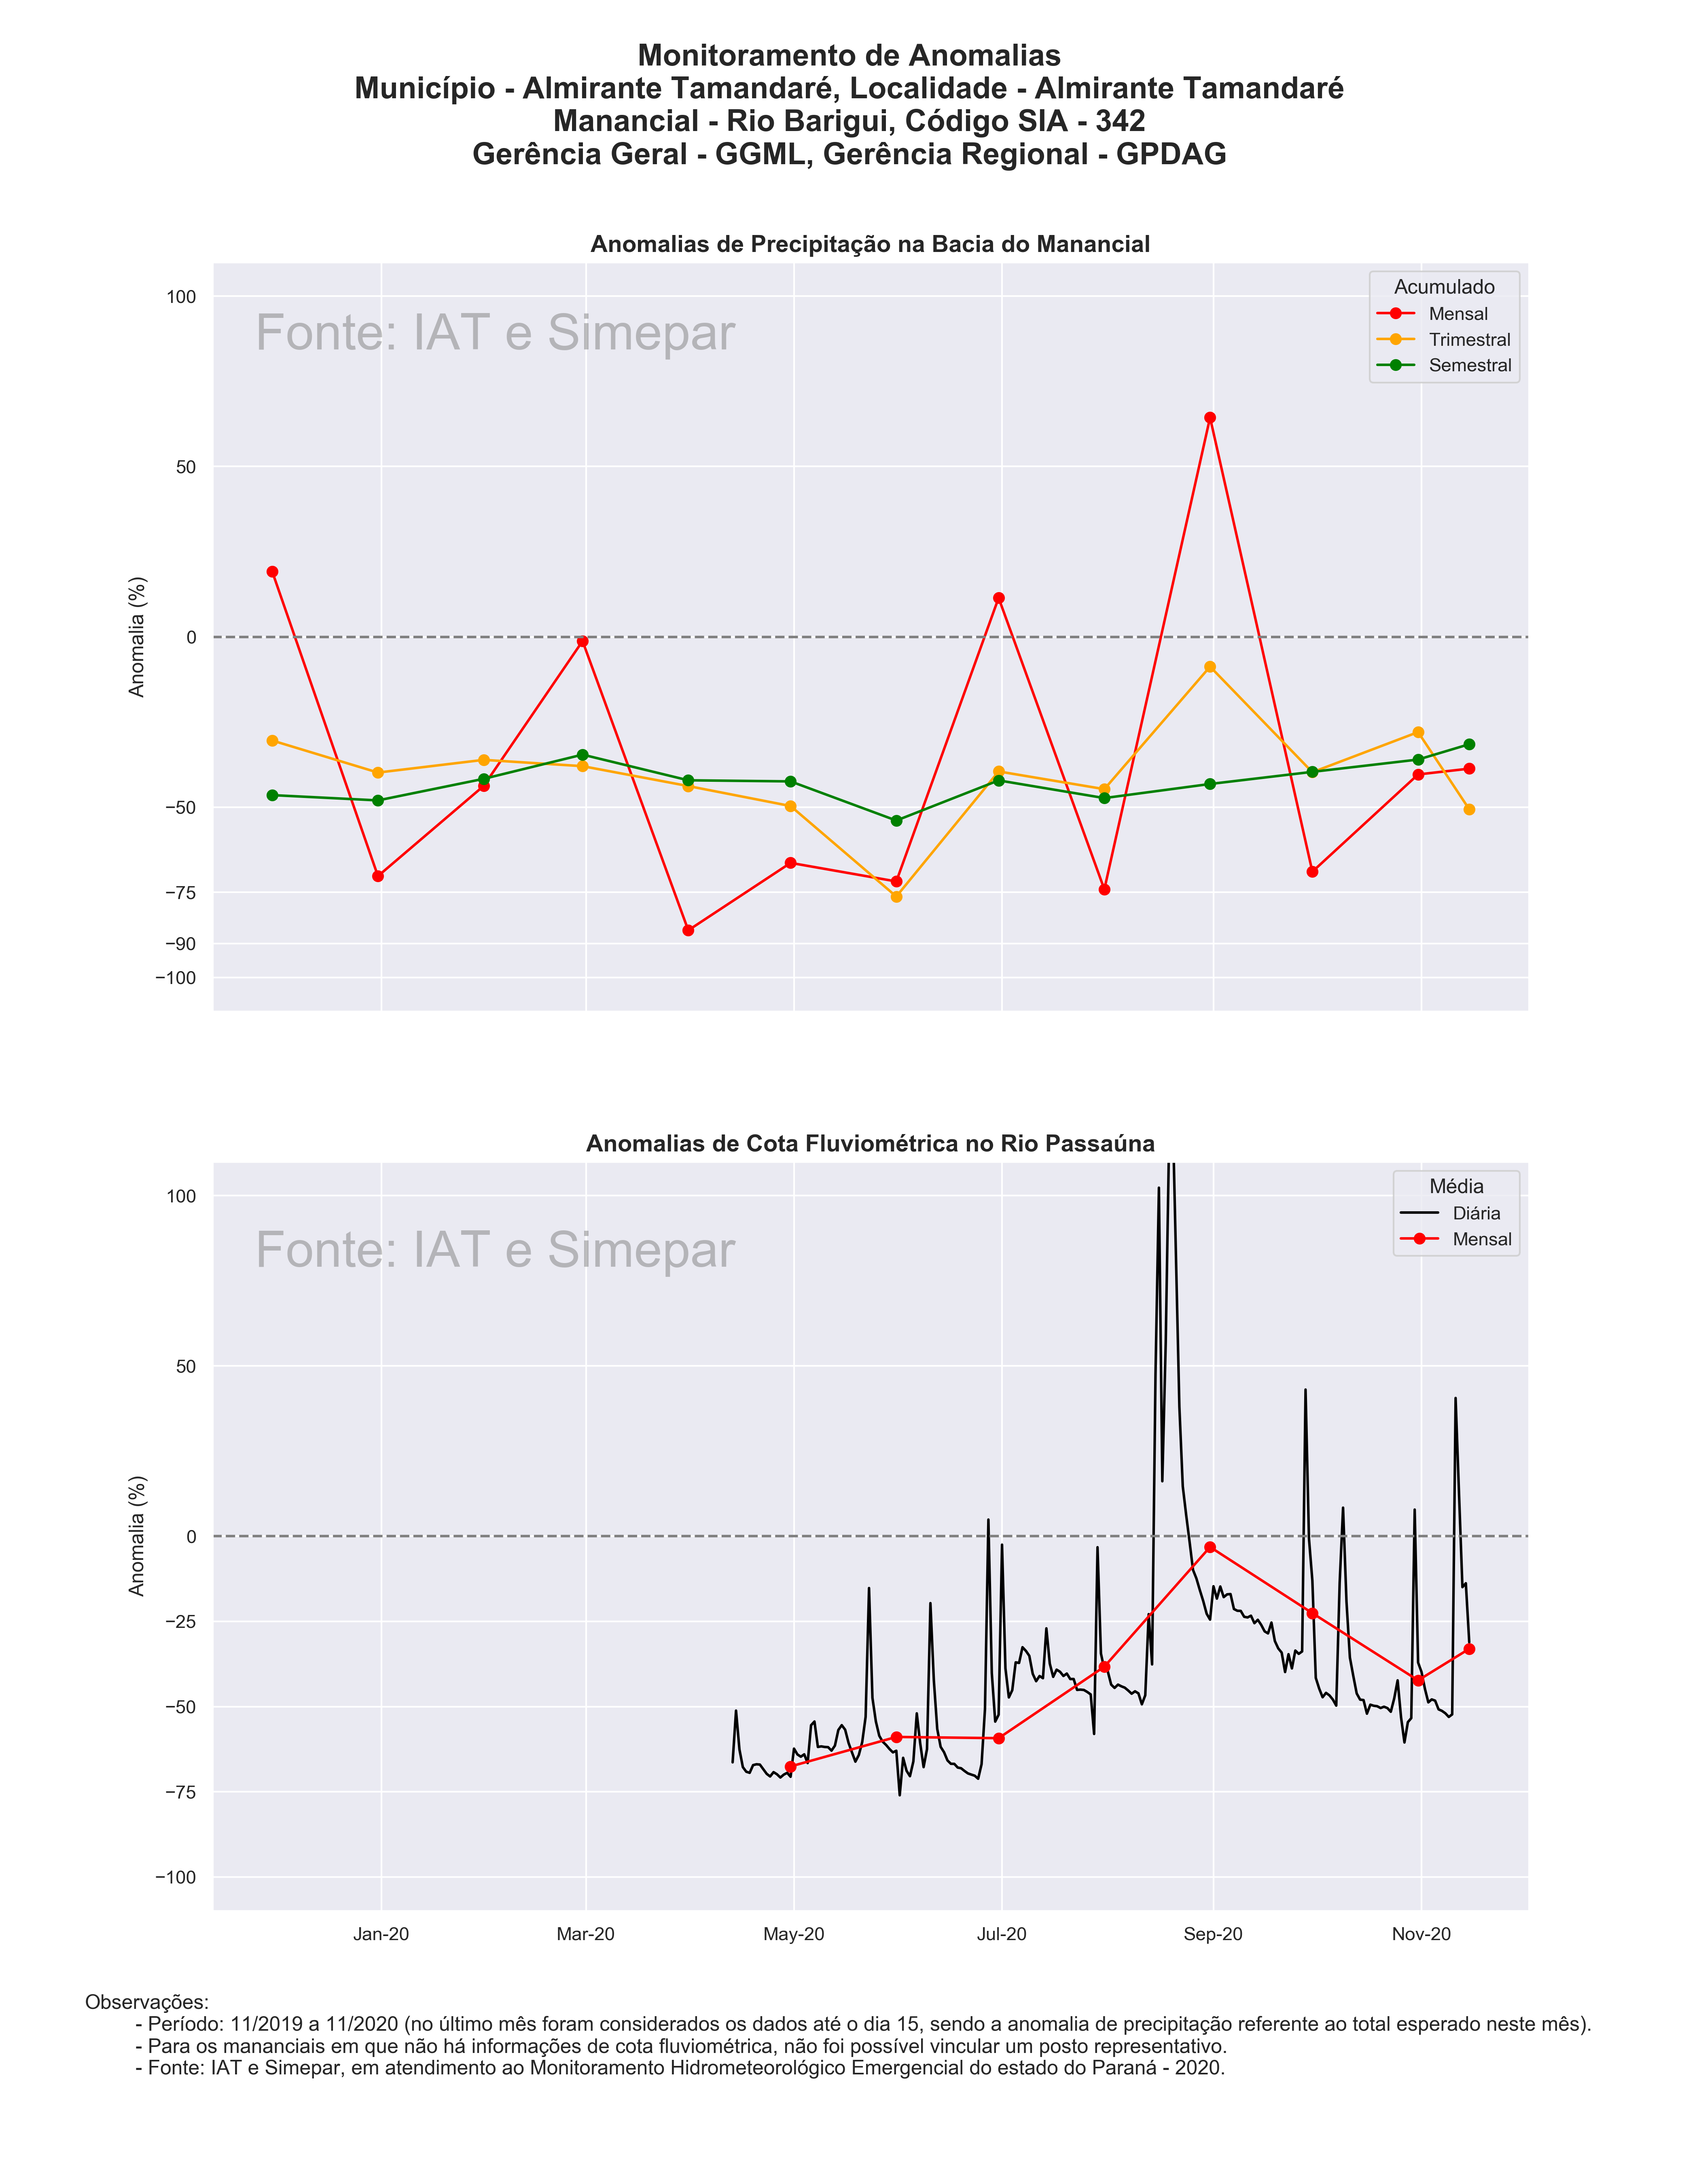 Monitoramento de Anomalias
Município - Almirante Tamandaré, Localidade - Almirante Tamandaré
Manancial - Rio Barigui, Código SIA - 342
Gerência Geral - GGML, Gerência Regional - GPDAG
Anomalias de Precipitação na Bacia do Manancial
Fonte: IAT e Simepar
Acumulado
Mensal
Trimestral
Semestral
Anomalia (%)
100
50
0
−50
−75
−90
−100
Anomalias de Cota Fluviométrica no Rio Passaúna
Fonte: IAT e Simepar
Média
Diária
Mensal
Anomalia (%)
100
50
0
−25
−50
−75
−100
Jan-20 Mar-20 May-20 Jul-20 Sep-20 Nov-20
Observações:
- Período: 11/2019 a 11/2020 (no último mês foram considerados os dados até o dia 15, sendo a anomalia de precipitação referente ao total esperado neste mês).
- Para os mananciais em que não há informações de cota fluviométrica, não foi possível vincular um posto representativo.
- Fonte: IAT e Simepar, em atendimento ao Monitoramento Hidrometeorológico Emergencial do estado do Paraná - 2020.